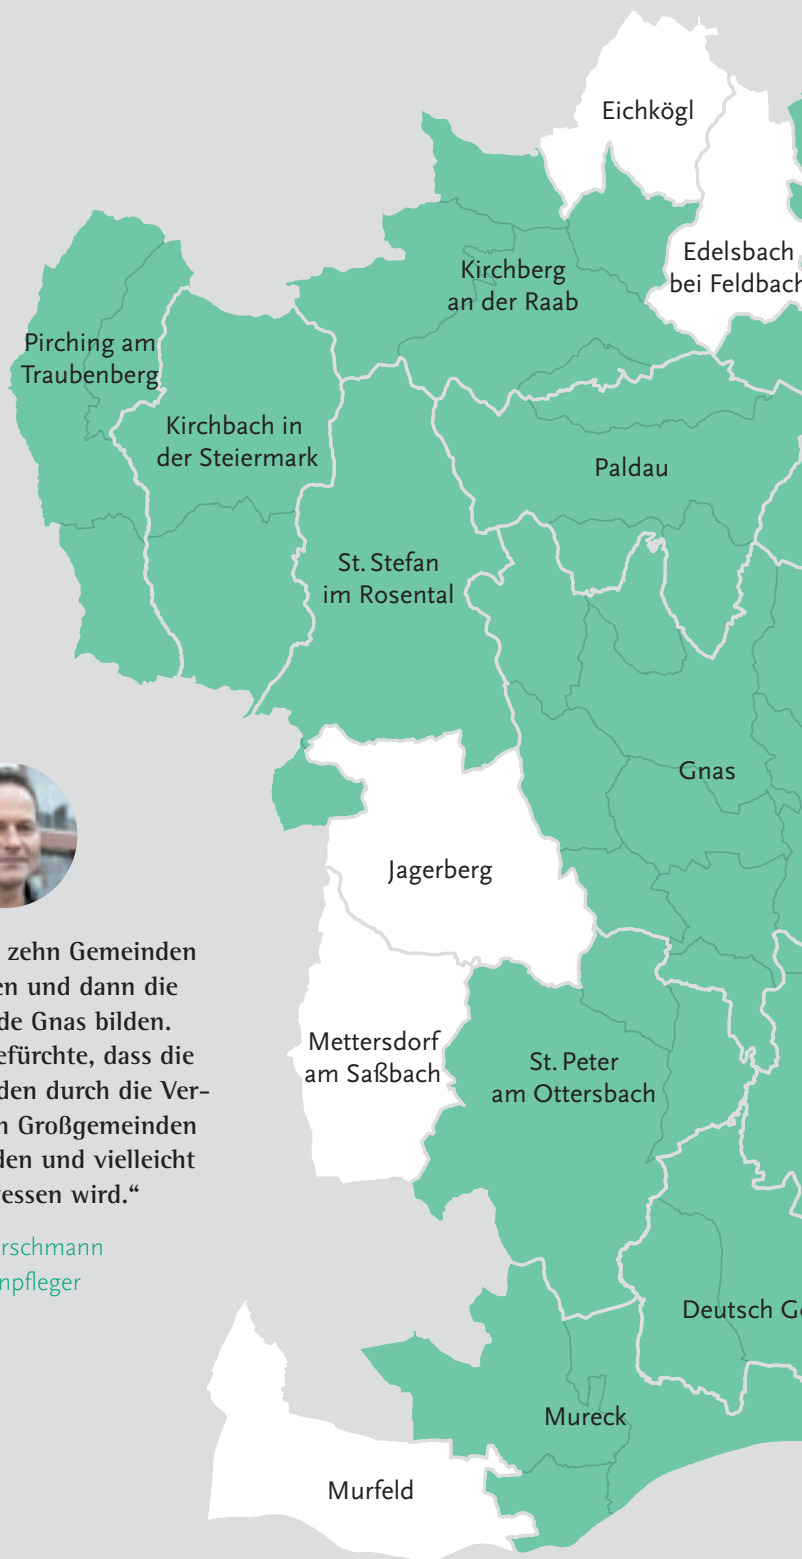 Eichkögl
Edelsbach
bei Feldbach
Kirchberg
an der Raab
Pirching am
Traubenberg
Kirchbach in
der Steiermark
Paldau
St. Stefan
im Rosental
Gnas
Jagerberg
zehn Gemeinden
en und dann die
de Gnas bilden.
efürchte, dass die
den durch die Ver-
n Großgemeinden
den und vielleicht
essen wird.“
rschmann
npfleger
Mettersdorf
am Saßbach
St. Peter
am Ottersbach
Deutsch Go
Mureck
Murfeld